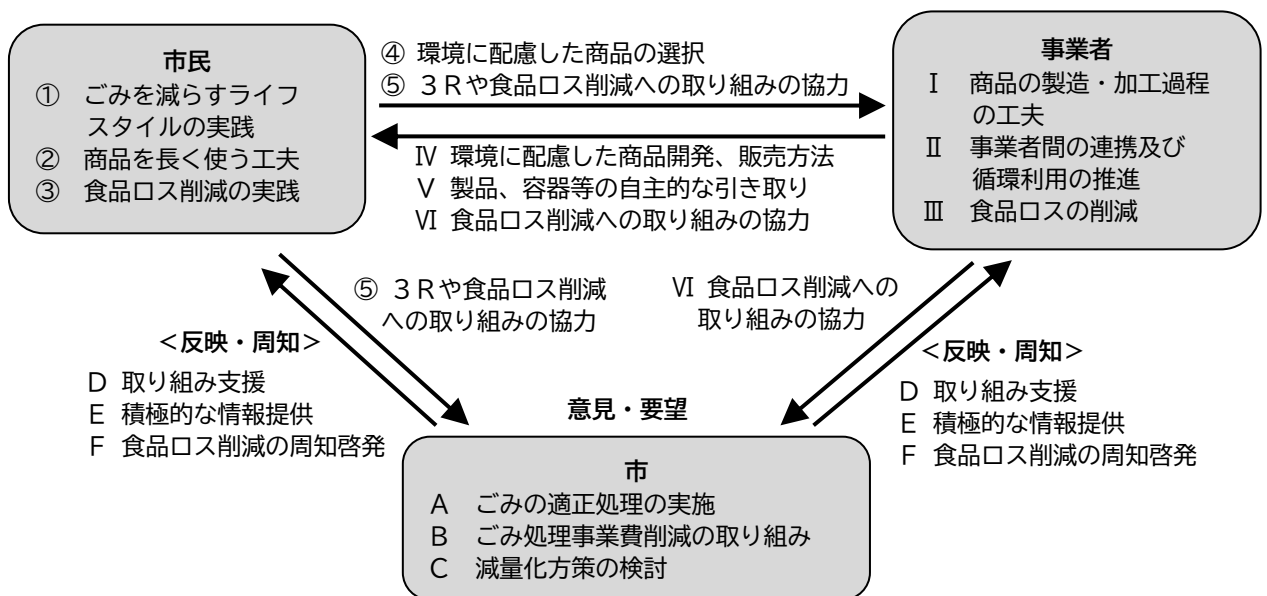 市民
① ごみを減らすライフ
スタイルの実践
② 商品を長く使う工夫
③ 食品ロス削減の実践
④ 環境に配慮した商品の選択
⑤ 3Rや食品ロス削減への取り組みの協力
Ⅳ 環境に配慮した商品開発、販売方法
Ⅴ 製品、容器等の自主的な引き取り
Ⅵ 食品ロス削減への取り組みの協力
事業者
Ⅰ 商品の製造・加工過程
の工夫
Ⅱ 事業者間の連携及び
循環利用の推進
Ⅲ 食品ロスの削減
⑤ 3Rや食品ロス削減
への取り組みの協力
Ⅵ 食品ロス削減への
取り組みの協力
<反映・周知>
D 取り組み支援
E 積極的な情報提供
F 食品ロス削減の周知啓発
意見・要望
<反映・周知>
D 取り組み支援
E 積極的な情報提供
F 食品ロス削減の周知啓発
市
A ごみの適正処理の実施
B ごみ処理事業費削減の取り組み
C 減量化方策の検討